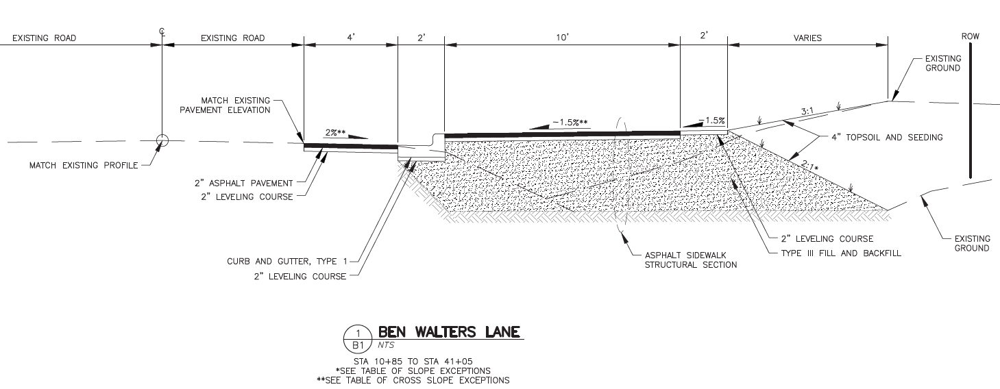 EXISTING ROAD
℄
EXISTING ROAD
4'
2'
10'
2'
VARIES
ROW
EXISTING
GROUND
MATCH EXISTING
PAVEMENT ELEVATION
2%**
-1.5%**
-1.5%
3:1
4" TOPSOIL AND SEEDING
MATCH EXISTING PROFILE
2:1*
2" ASPHALT PAVEMENT
2" LEVELING COURSE
2" LEVELING COURSE
EXISTING
GROUND
TYPE III FILL AND BACKFILL
ASPHALT SIDEWALK
STRUCTURAL SECTION
CURB AND GUTTER, TYPE 1
2" LEVELING COURSE
1
B1
BEN WALTERS LANE
NTS
STA 10+85 TO STA 41+05
*SEE TABLE OF SLOPE EXCEPTIONS
**SEE TABLE OF CROSS SLOPE EXCEPTIONS